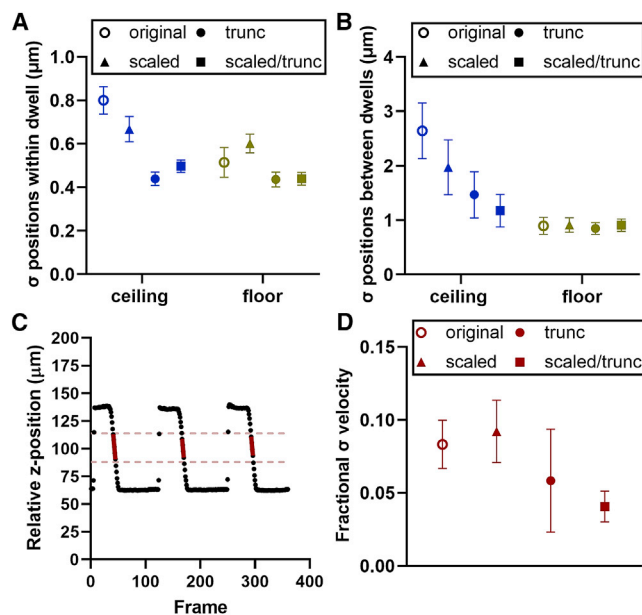 A
original trunc
scaled scaled/trunc
σ positions within dwell (μm)
1.0
0.8
0.6
0.4
0.2
0.0
ceiling floor
B
original trunc
scaled scaled/trunc
σ positions between dwells (μm)
4
3
2
1
0
ceiling floor
C
Relative z-position (μm)
200
175
150
125
100
75
50
25
0
0 100 200 300 400
Frame
D
original trunc
scaled scaled/trunc
Fractional σ velocity
0.15
0.10
0.05
0.00